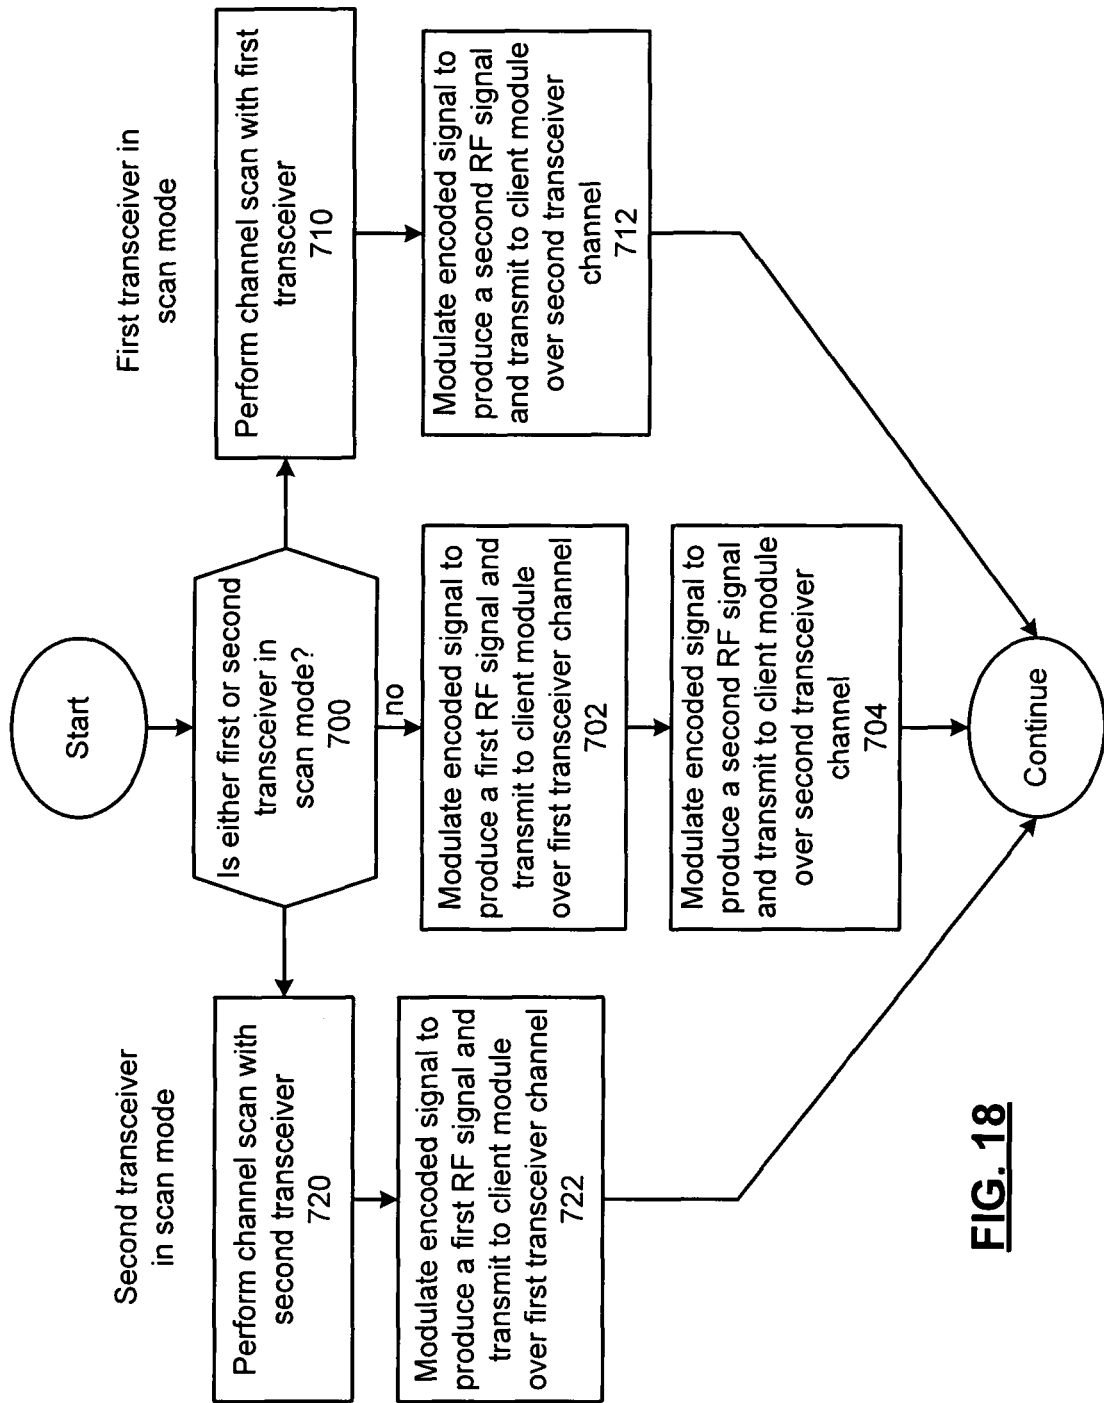 Start
Is either first or second
transceiver in
scan mode?
700
no
Second transceiver
in scan mode
Perform channel scan with
second transceiver
720
Modulate encoded signal to
produce a first RF signal and
transmit to client module
over first transceiver channel
722
Modulate encoded signal to
produce a first RF signal and
transmit to client module
over first transceiver channel
702
Modulate encoded signal to
produce a second RF signal
and transmit to client module
over second transceiver
channel
704
First transceiver in
scan mode
Perform channel scan with first
transceiver
710
Modulate encoded signal to
produce a second RF signal
and transmit to client module
over second transceiver
channel
712
Continue
FIG. 18